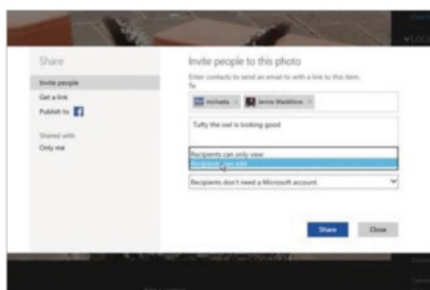 Share
Invite people
Get a link
Publish to
Shared with
Only me
Invite people to this photo
Enter contacts to send an email to with a link to this item.
To
michaela
Janine Waddilove
Tuffy the owl is looking good
Recipients can only view
Recipients can edit
Recipients don't need a Microsoft account
Share
Close